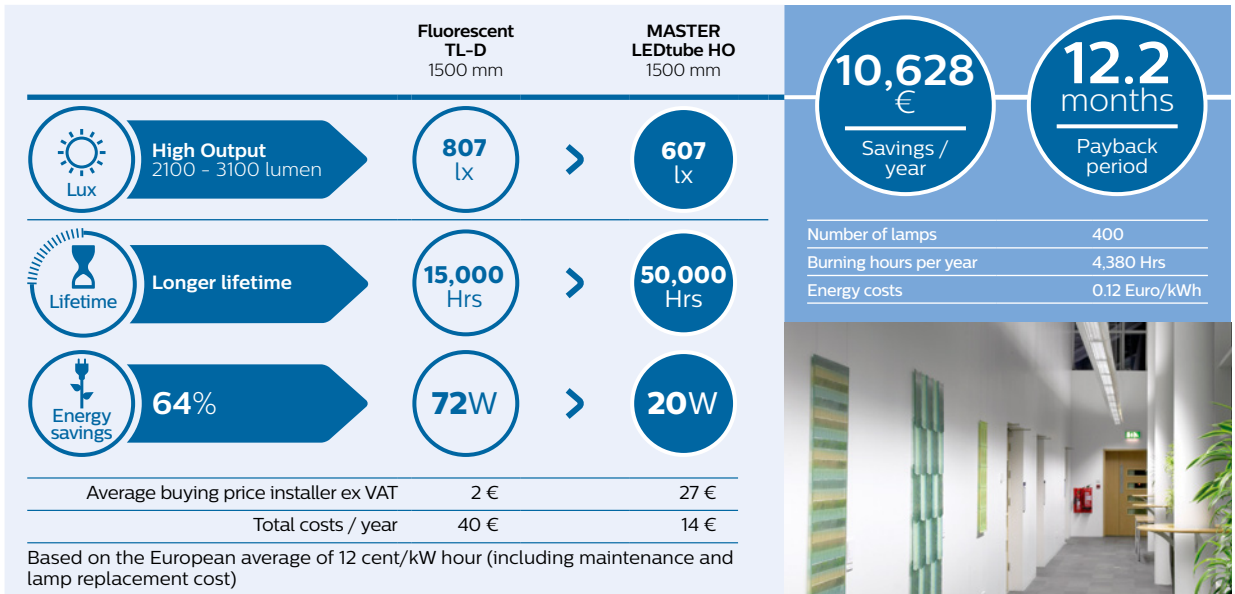 Fluorescent
TL-D
1500 mm
MASTER
LEDtube HO
1500 mm
Lux
High Output
2100 - 3100 lumen
807
lx
>
607
lx
Lifetime
Longer lifetime
15,000
Hrs
>
50,000
Hrs
Energy
savings
64%
72W
>
20W
Average buying price installer ex VAT 2 € 27 €
Total costs / year 40 € 14 €
Based on the European average of 12 cent/kW hour (including maintenance and
lamp replacement cost)
10,628
€
Savings /
year
12.2
months
Payback
period
Number of lamps 400
Burning hours per year 4,380 Hrs
Energy costs 0.12 Euro/kWh